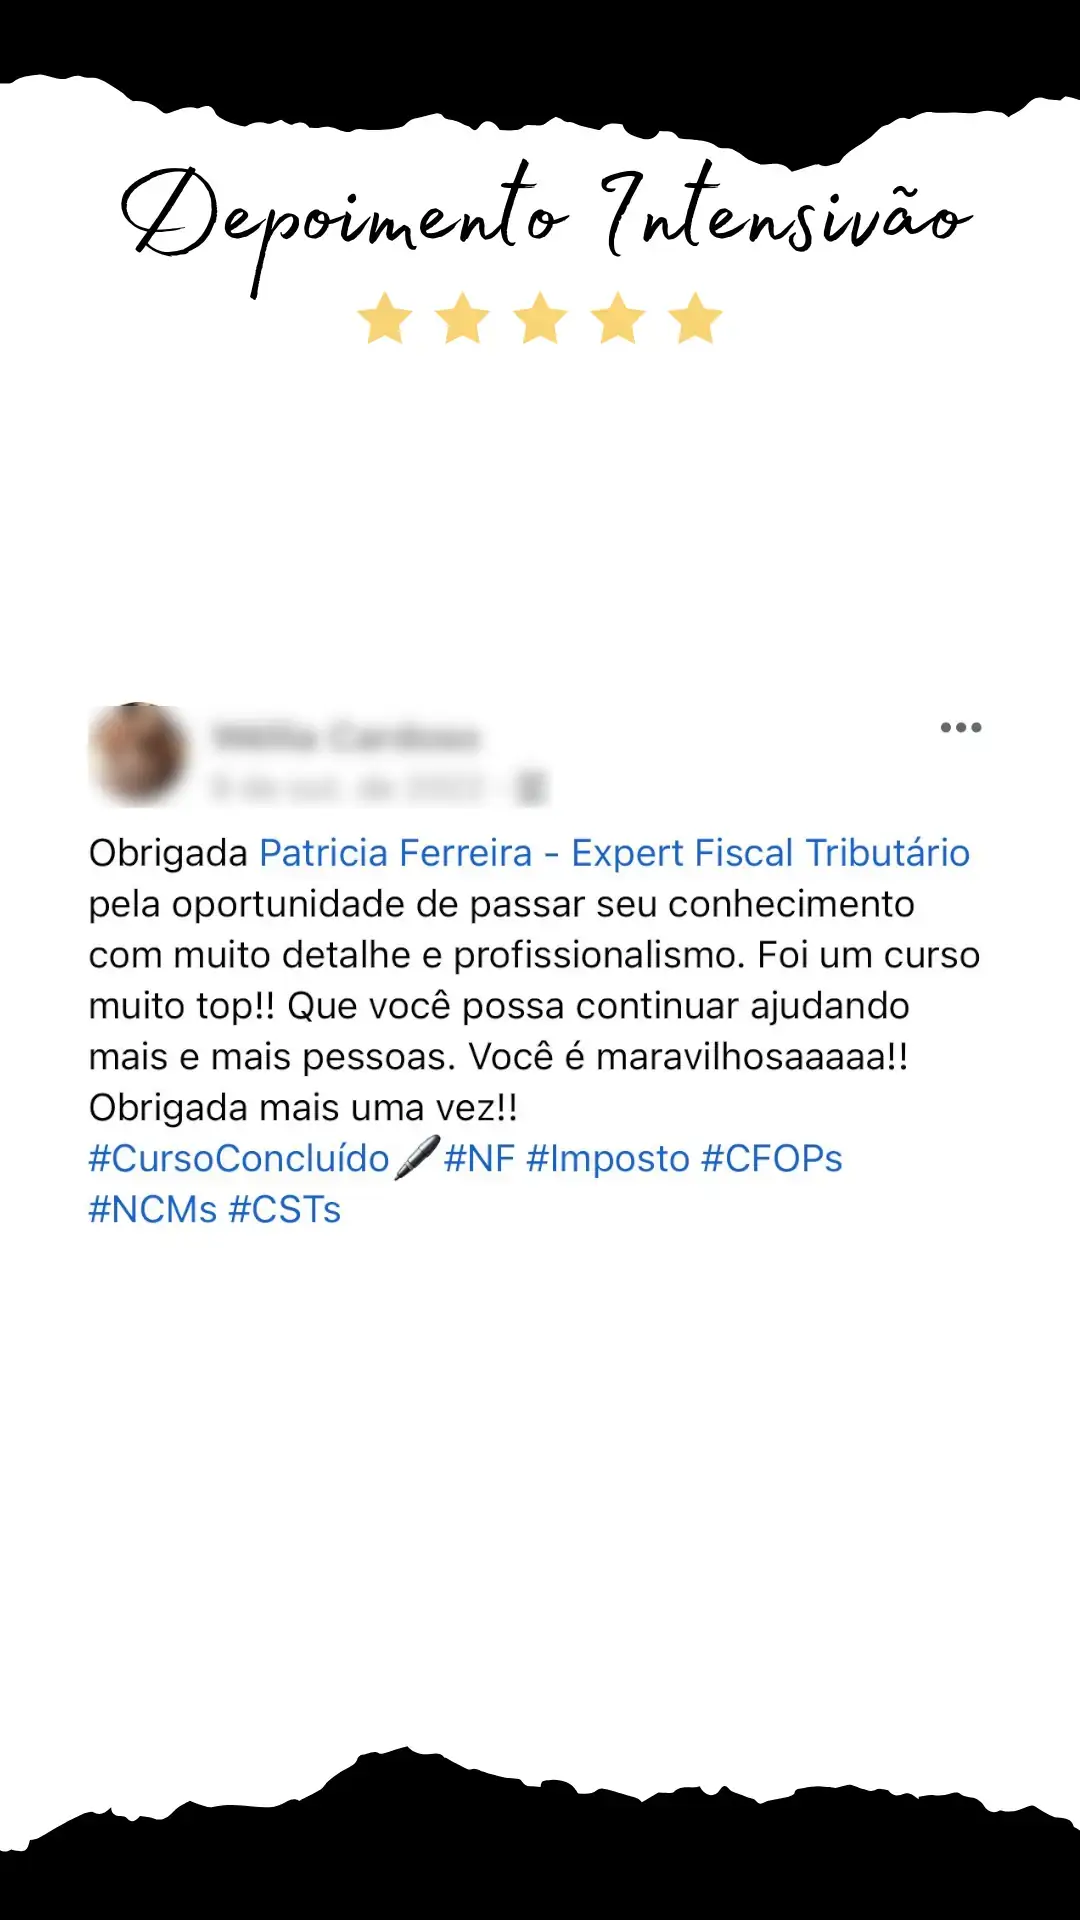 Depoimento Intensivão
Obrigada Patricia Ferreira - Expert Fiscal Tributário
pela oportunidade de passar seu conhecimento
com muito detalhe e profissionalismo. Foi um curso
muito top!! Que você possa continuar ajudando
mais e mais pessoas. Você é maravilhosaaaaa!!
Obrigada mais uma vez!!
#CursoConcluído🖋#NF #Imposto #CFOPs
#NCMs #CSTs